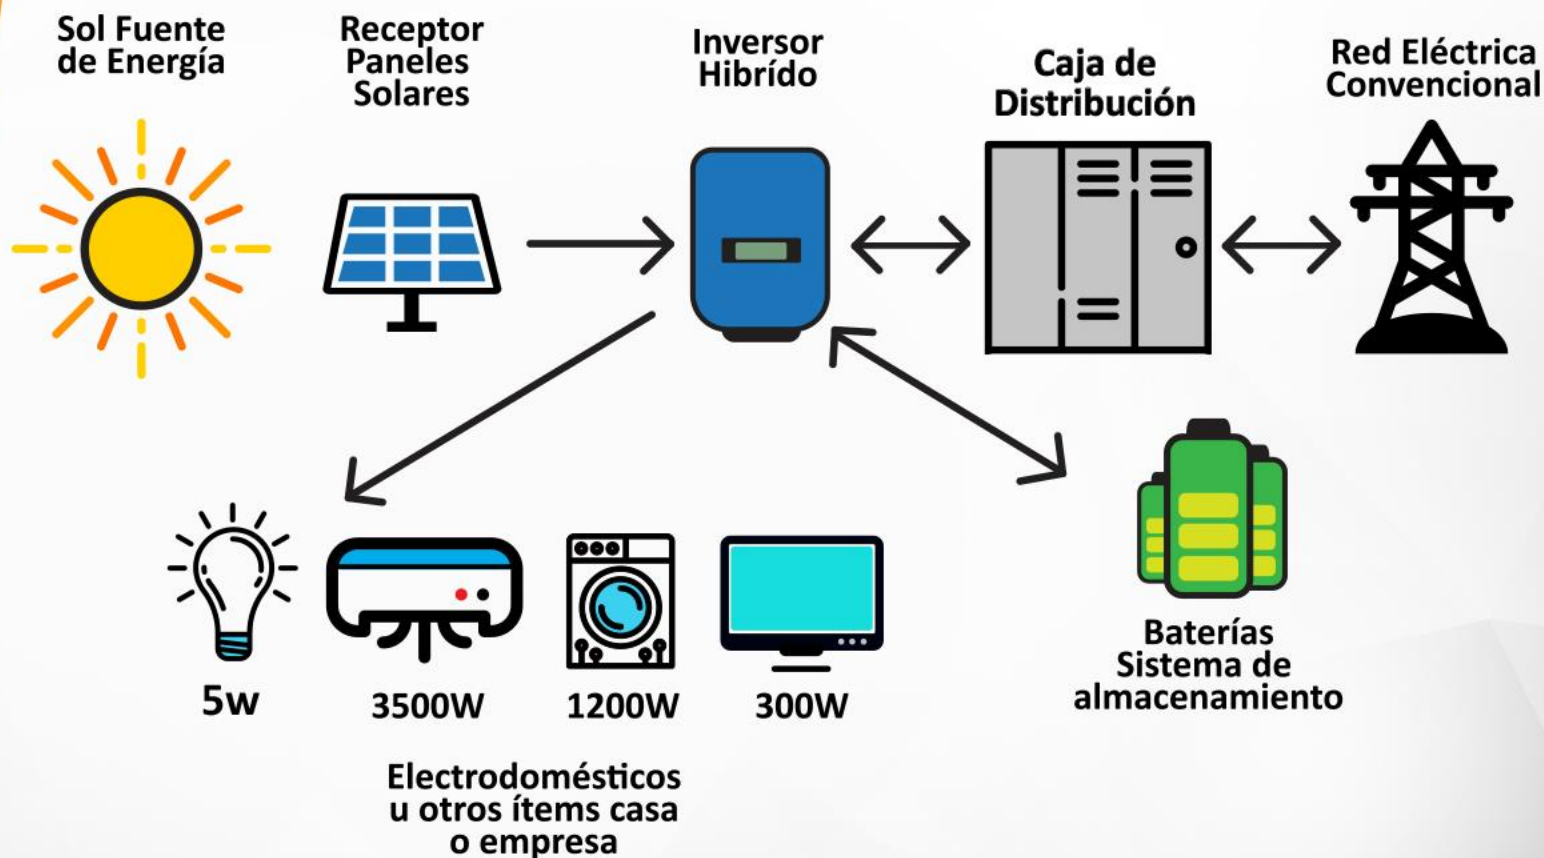 Sol Fuente
de Energía
Receptor
Paneles
Solares
Inversor
Hibrído
Caja de
Distribución
Red Eléctrica
Convencional
5w
3500W
1200W
300W
Baterías
Sistema de
almacenamiento
Electrodomésticos
u otros ítems casa
o empresa